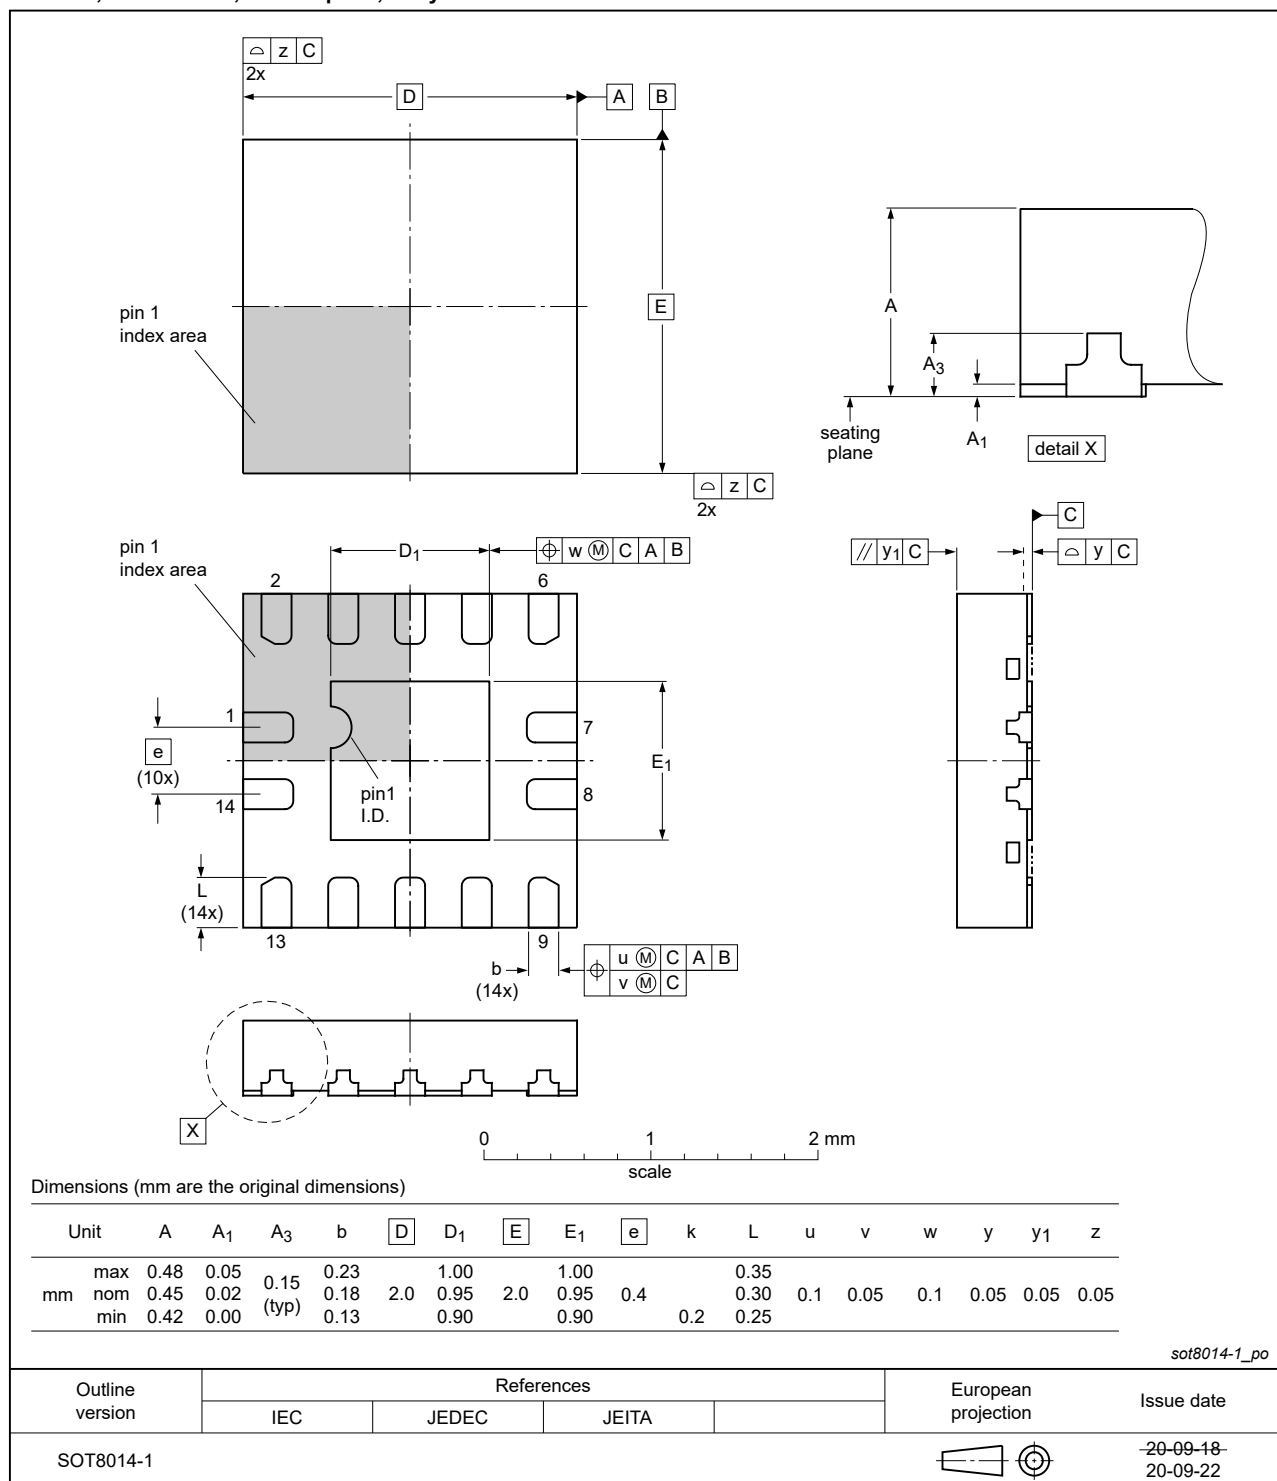 z C
2x
D A B
pin 1
index area
E
A
A3
seating
plane
A1
detail X
z C
2x
C
pin 1
index area
D1
w M C A B
y1 C
y C
2 6
1 7
e
(10x)
E1
14 8
pin1
I.D.
L
(14x)
13 9
b
(14x)
u M C A B
v M C
X
0 1 2 mm
scale
Dimensions (mm are the original dimensions)
Unit A A1 A3 b D D1 E E1 e k L u v w y y1 z
max 0.48 0.05 0.23 1.00 1.00 0.35
mm nom 0.45 0.02 0.15 (typ) 0.18 2.0 0.95 2.0 0.95 0.4 0.30 0.1 0.05 0.1 0.05 0.05 0.05
min 0.42 0.00 0.13 0.90 0.90 0.2 0.25
sot8014-1_po
Outline
version
References
IEC JEDEC JEITA
European
projection
Issue date
SOT8014-1
20-09-18
20-09-22